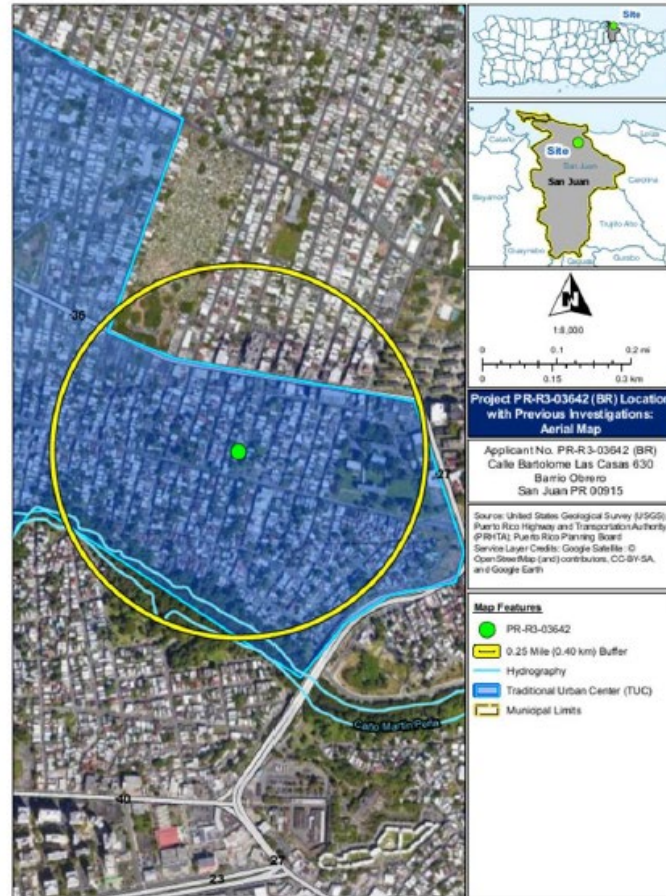 Site
Cataño
Loíza
Site
San Juan
San Juan
Carolina
Bayamón
Trujillo Alto
Guaynabo
Caguas
Gurabo
N
1:8,000
0 0.1 0.2 mi
0 0.15 0.3 km
Project PR-R3-03642 (BR) Location
with Previous Investigations:
Aerial Map
Applicant No. PR-R3-03642 (BR)
Calle Bartolome Las Casas 630
Barrio Obrero
San Juan PR 00915
Source: United States Geological Survey (USGS)
Puerto Rico Highway and Transportation Authority
(PRHTA), Puerto Rico Planning Board
Service Layer Credits: Google Satellite: ©
OpenStreetMap (and) contributors, CC-BY-SA,
and Google Earth
Map Features
PR-R3-03642
0.25 Mile (0.40 km) Buffer
Hydrography
Traditional Urban Center (TUC)
Municipal Limits
27
Caño Martín Peña
40
27
23